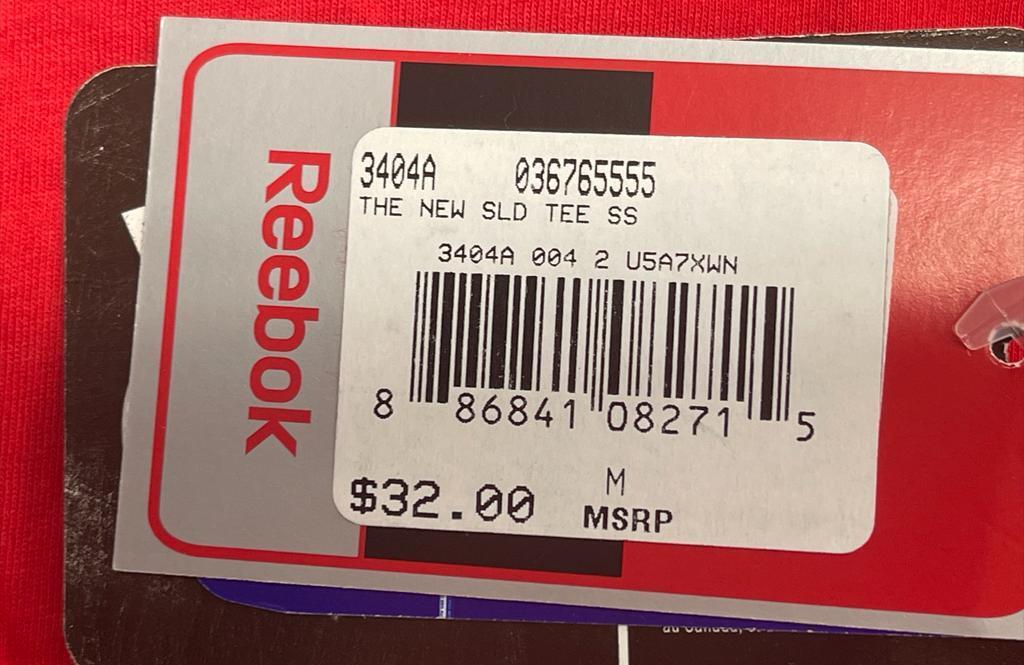 Reebok
3404A 036765555
THE NEW SLD TEE SS
3404A 004 2 U5A7XWN
8 86841 08271 5
M
$32.00 MSRP